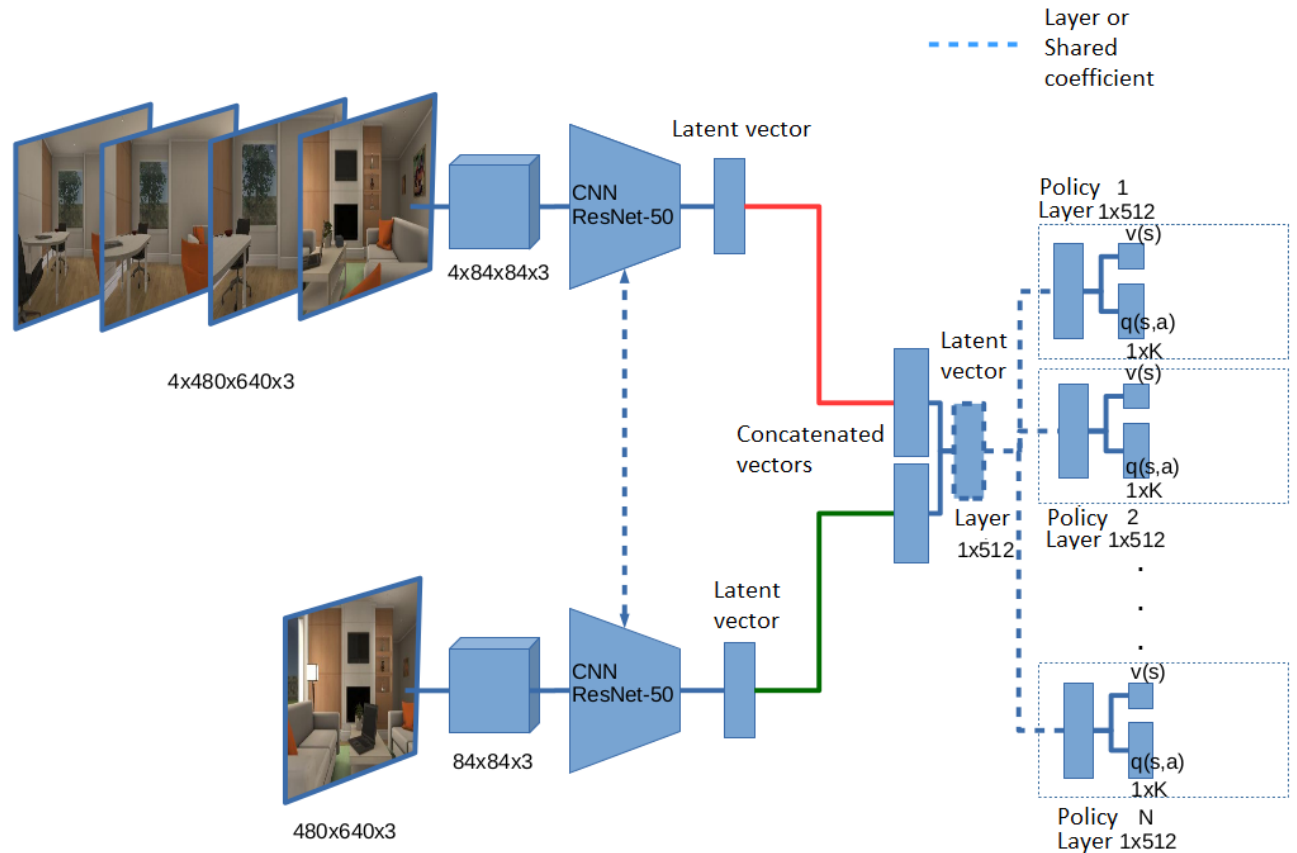 Layer or
Shared
coefficient
Latent vector
CNN
ResNet-50
4x84x84x3
4x480x640x3
Policy 1
Layer 1x512
v(s)
q(s,a)
1xK
Latent
vector
Concatenated
vectors
Layer
1x512
v(s)
q(s,a)
1xK
Policy 2
Layer 1x512
.
.
.
Latent
vector
CNN
ResNet-50
84x84x3
480x640x3
v(s)
q(s,a)
1xK
Policy N
Layer 1x512